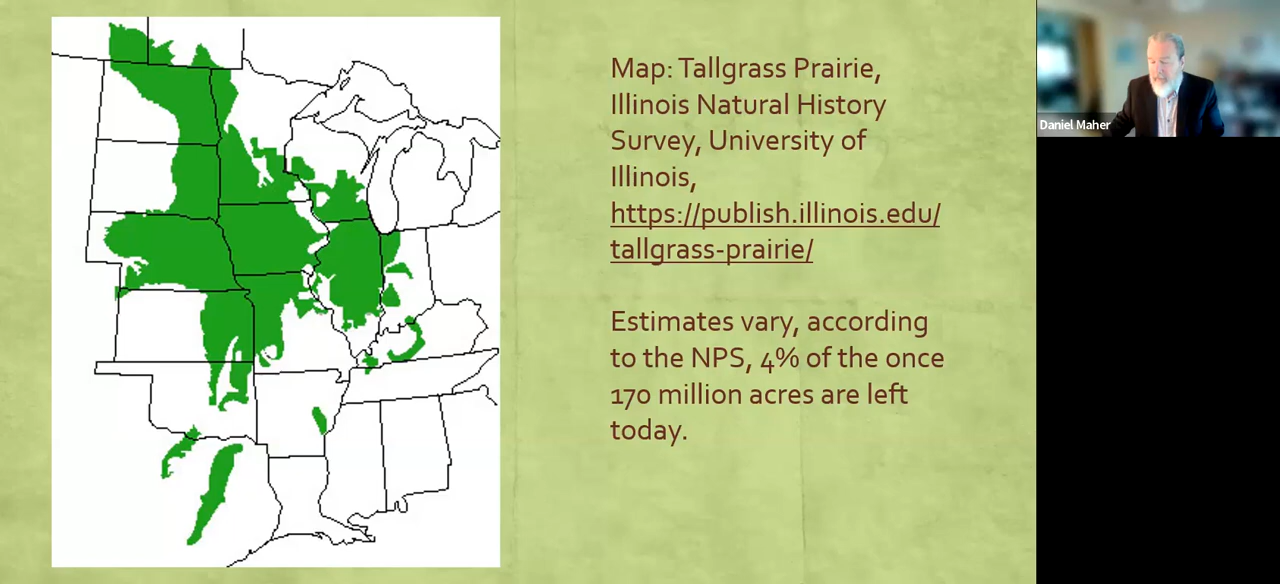 Map: Tallgrass Prairie,
Illinois Natural History
Survey, University of
Illinois,
https://publish.illinois.edu/
tallgrass-prairie/
Estimates vary, according
to the NPS, 4% of the once
170 million acres are left
today.
Daniel Maher